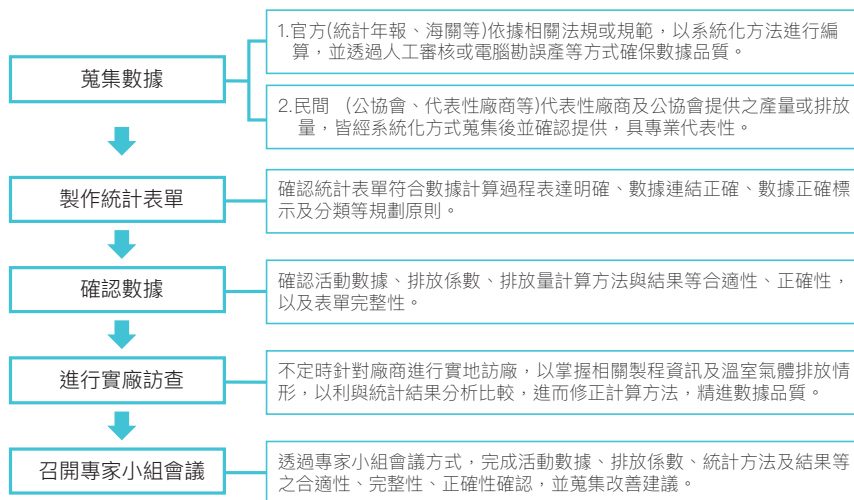 蒐集數據
1.官方(統計年報、海關等)依據相關法規或規範，以系統化方法進行編
算，並透過人工審核或電腦勘誤產等方式確保數據品質。
2.民間 （公協會、代表性廠商等)代表性廠商及公協會提供之產量或排放
量，皆經系統化方式蒐集後並確認提供，具專業代表性。
製作統計表單
確認統計表單符合數據計算過程表達明確、數據連結正確、數據正確標
示及分類等規劃原則。
確認數據
確認活動數據、排放係數、排放量計算方法與結果等合適性、正確性，
以及表單完整性。
進行實廠訪查
不定時針對廠商進行實地訪廠，以掌握相關製程資訊及溫室氣體排放情
形，以利與統計結果分析比較，進而修正計算方法，精進數據品質。
召開專家小組會議
透過專家小組會議方式，完成活動數據、排放係數、統計方法及結果等
之合適性、完整性、正確性確認，並蒐集改善建議。